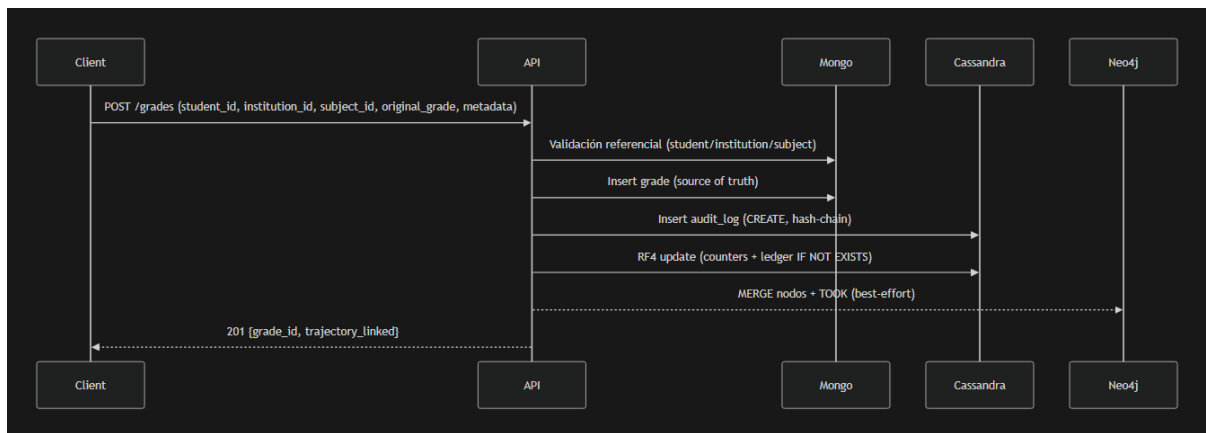 Client API Mongo Cassandra Neo4j
POST /grades (student_id, institution_id, subject_id, original_grade, metadata)
Validación referencial (student/institution/subject)
Insert grade (source of truth)
Insert audit_log (CREATE, hash-chain)
RF4 update (counters + ledger IF NOT EXISTS)
MERGE nodos + TOOK (best-effort)
201 {grade_id, trajectory_linked}
Client API Mongo Cassandra Neo4j